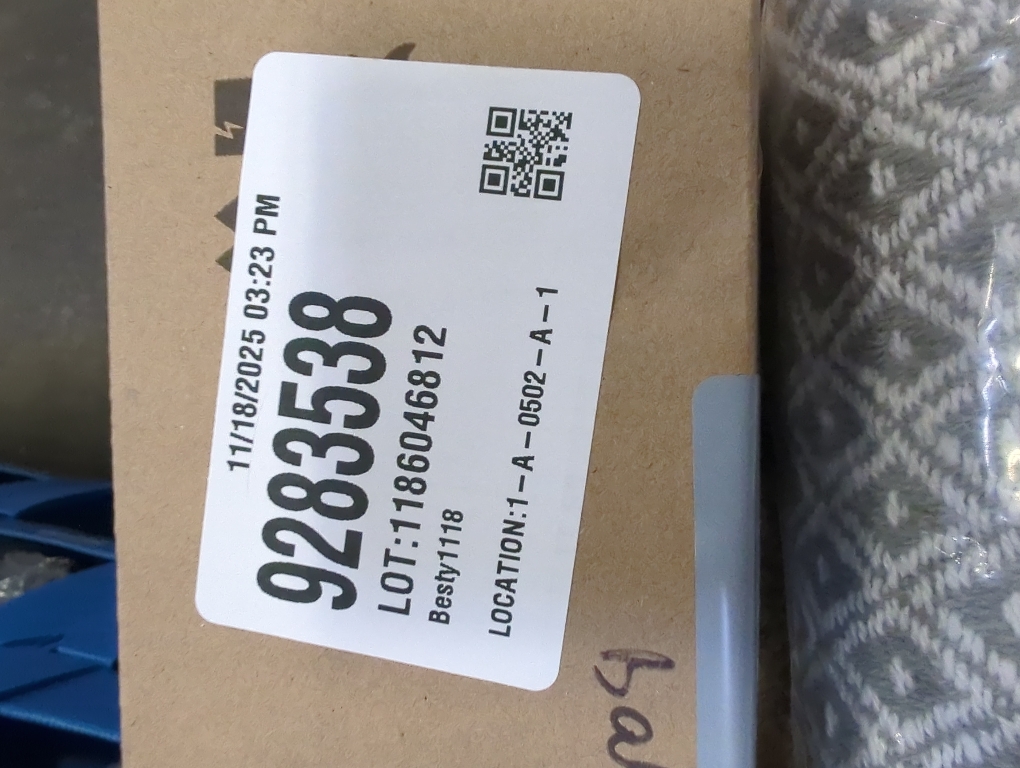 11/18/2025 03:23 PM
9283538
LOT:1186046812
Besty1118
LOCATION:1-A-0502-A-1